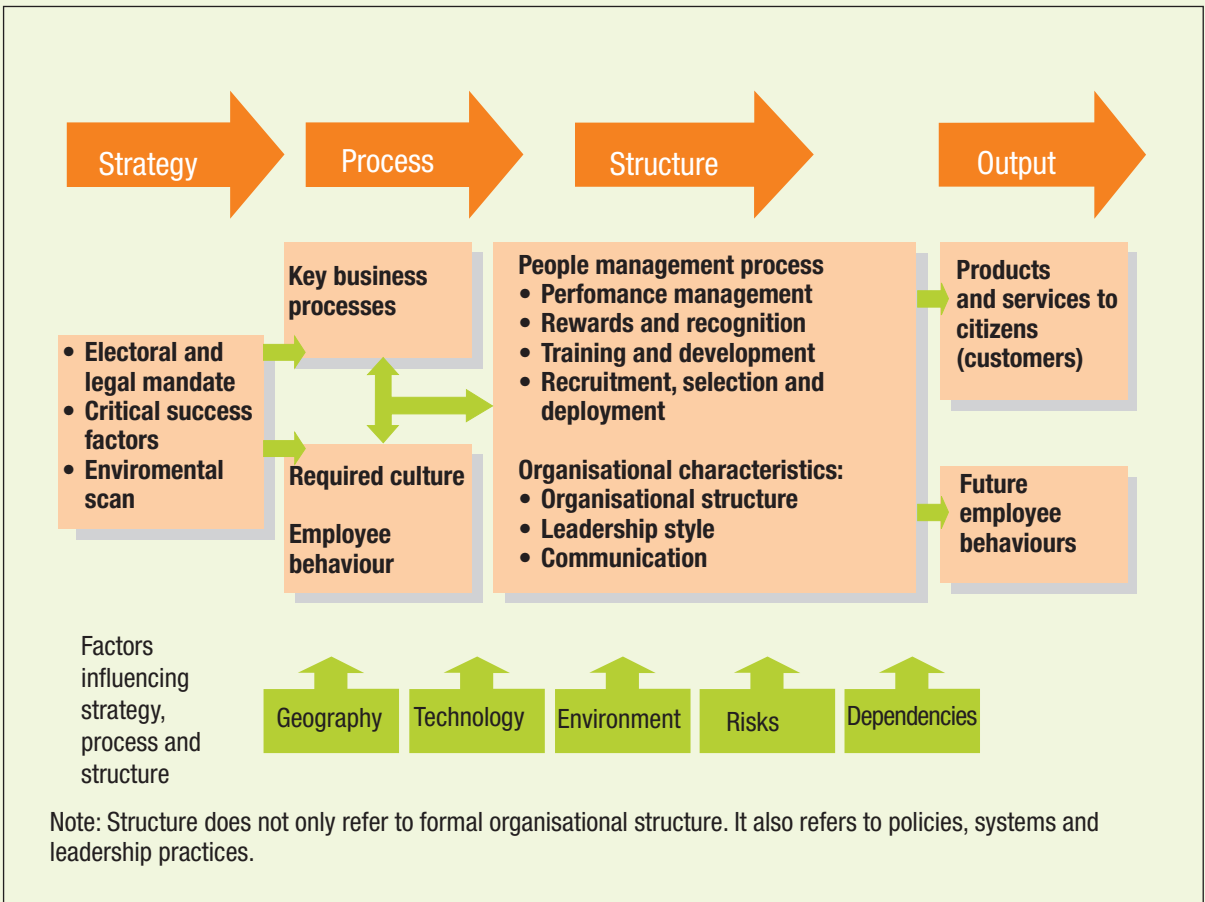 Strategy
Process
Structure
Output
• Electoral and
legal mandate
• Critical success
factors
• Enviromental
scan
Key business
processes
Required culture
Employee
behaviour
People management process
• Perfomance management
• Rewards and recognition
• Training and development
• Recruitment, selection and
deployment
Organisational characteristics:
• Organisational structure
• Leadership style
• Communication
Products
and services to
citizens
(customers)
Future
employee
behaviours
Factors
influencing
strategy,
process and
structure
Geography
Technology
Environment
Risks
Dependencies
Note: Structure does not only refer to formal organisational structure. It also refers to policies, systems and
leadership practices.